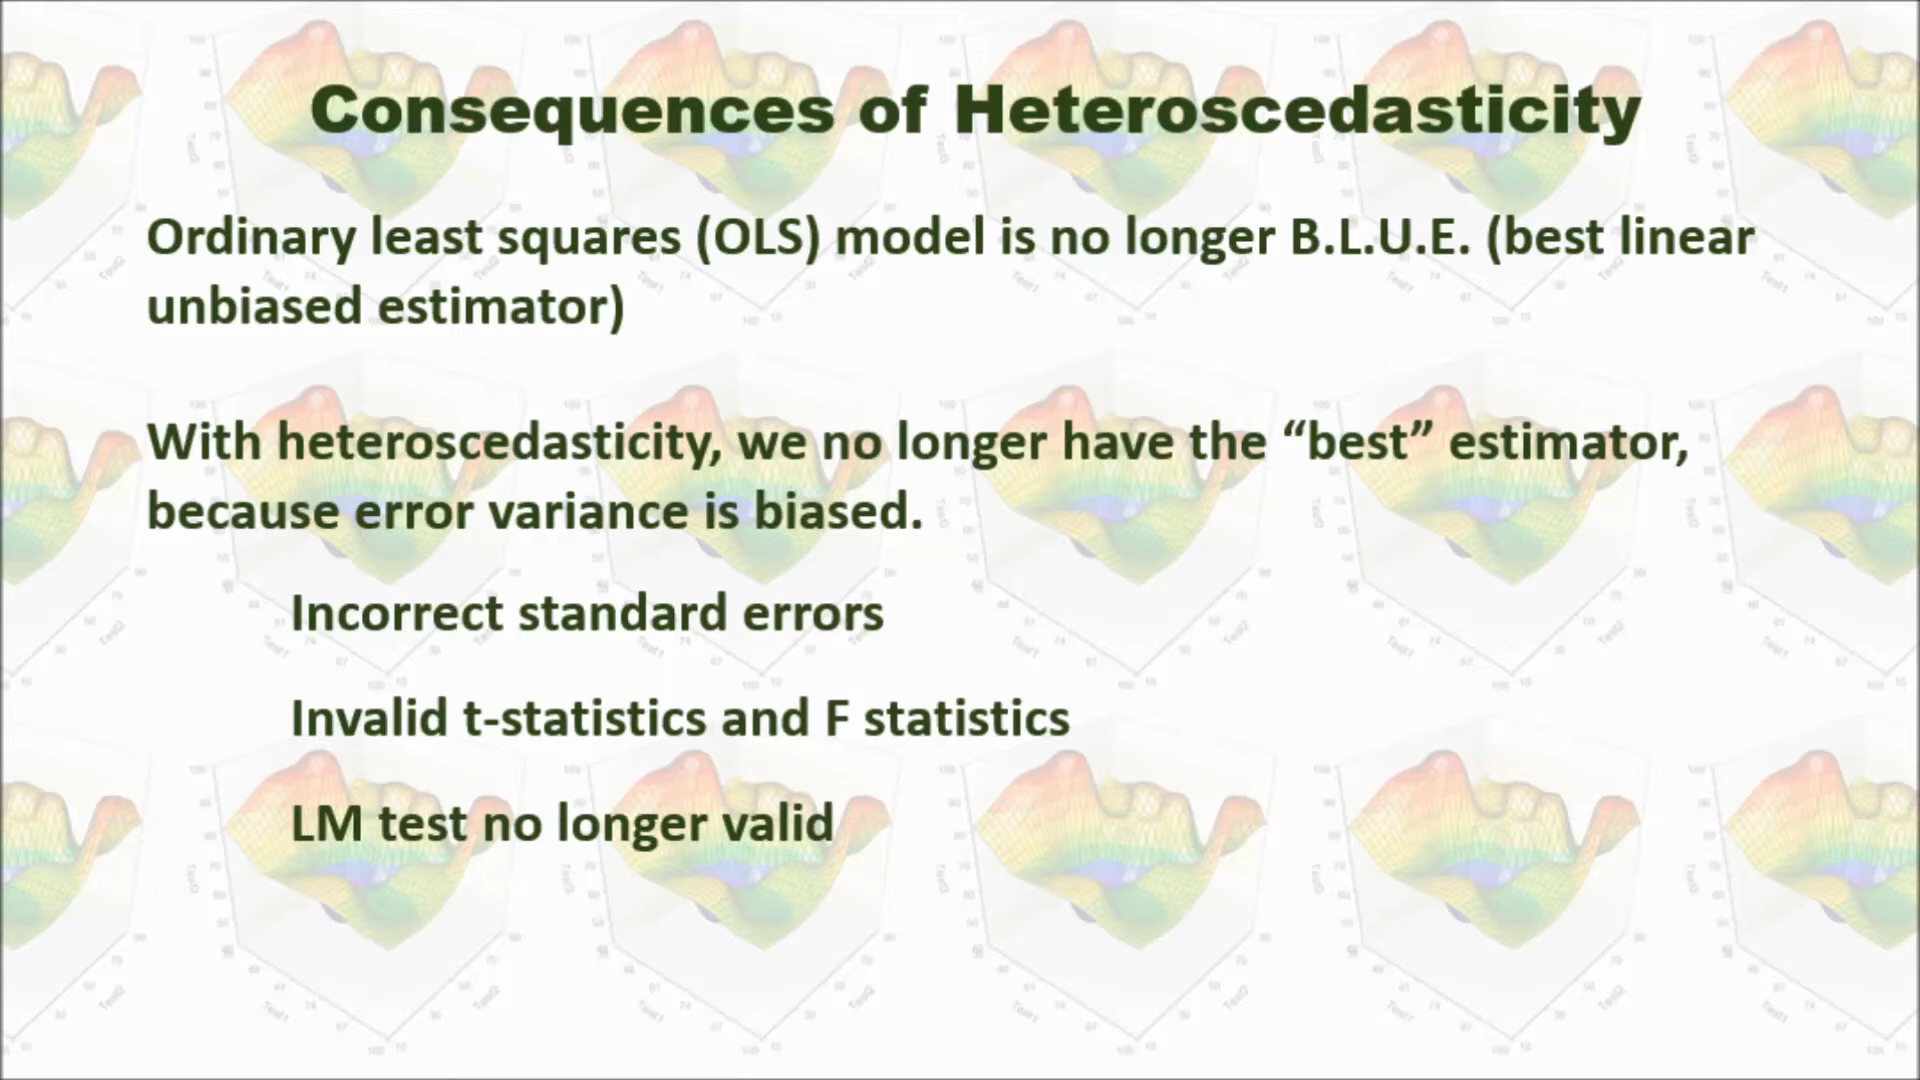 Consequences of Heteroscedasticity
Ordinary least squares (OLS) model is no longer B.L.U.E. (best linear
unbiased estimator)
With heteroscedasticity, we no longer have the “best” estimator,
because error variance is biased.
Incorrect standard errors
Invalid t-statistics and F statistics
LM test no longer valid